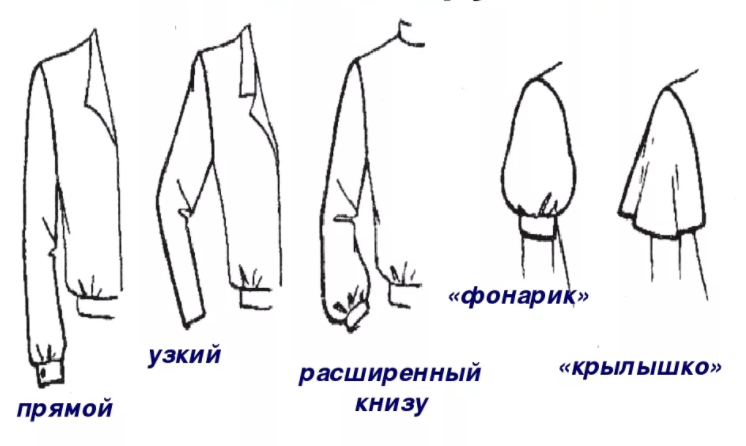 прямой
узкий
расширенный
книзу
«фонарик»
«крылышко»